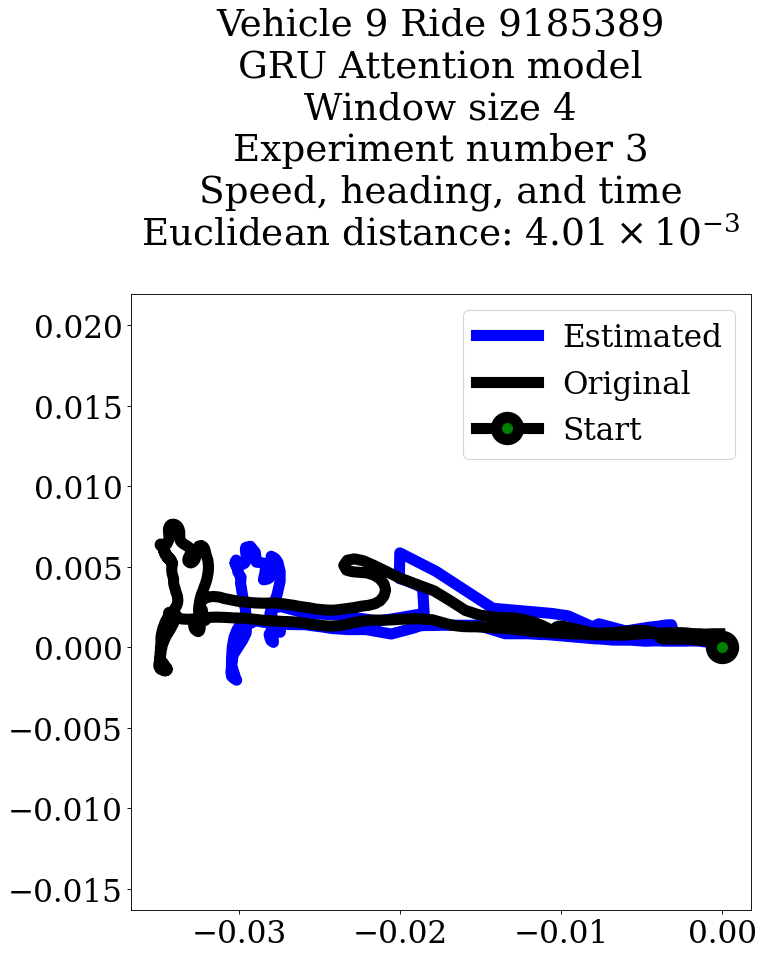 Vehicle 9 Ride 9185389
GRU Attention model
Window size 4
Experiment number 3
Speed, heading, and time
Euclidean distance: 4.01 × 10⁻³
Estimated
Original
Start
0.020
0.015
0.010
0.005
0.000
−0.005
−0.010
−0.015
−0.03 −0.02 −0.01 0.00